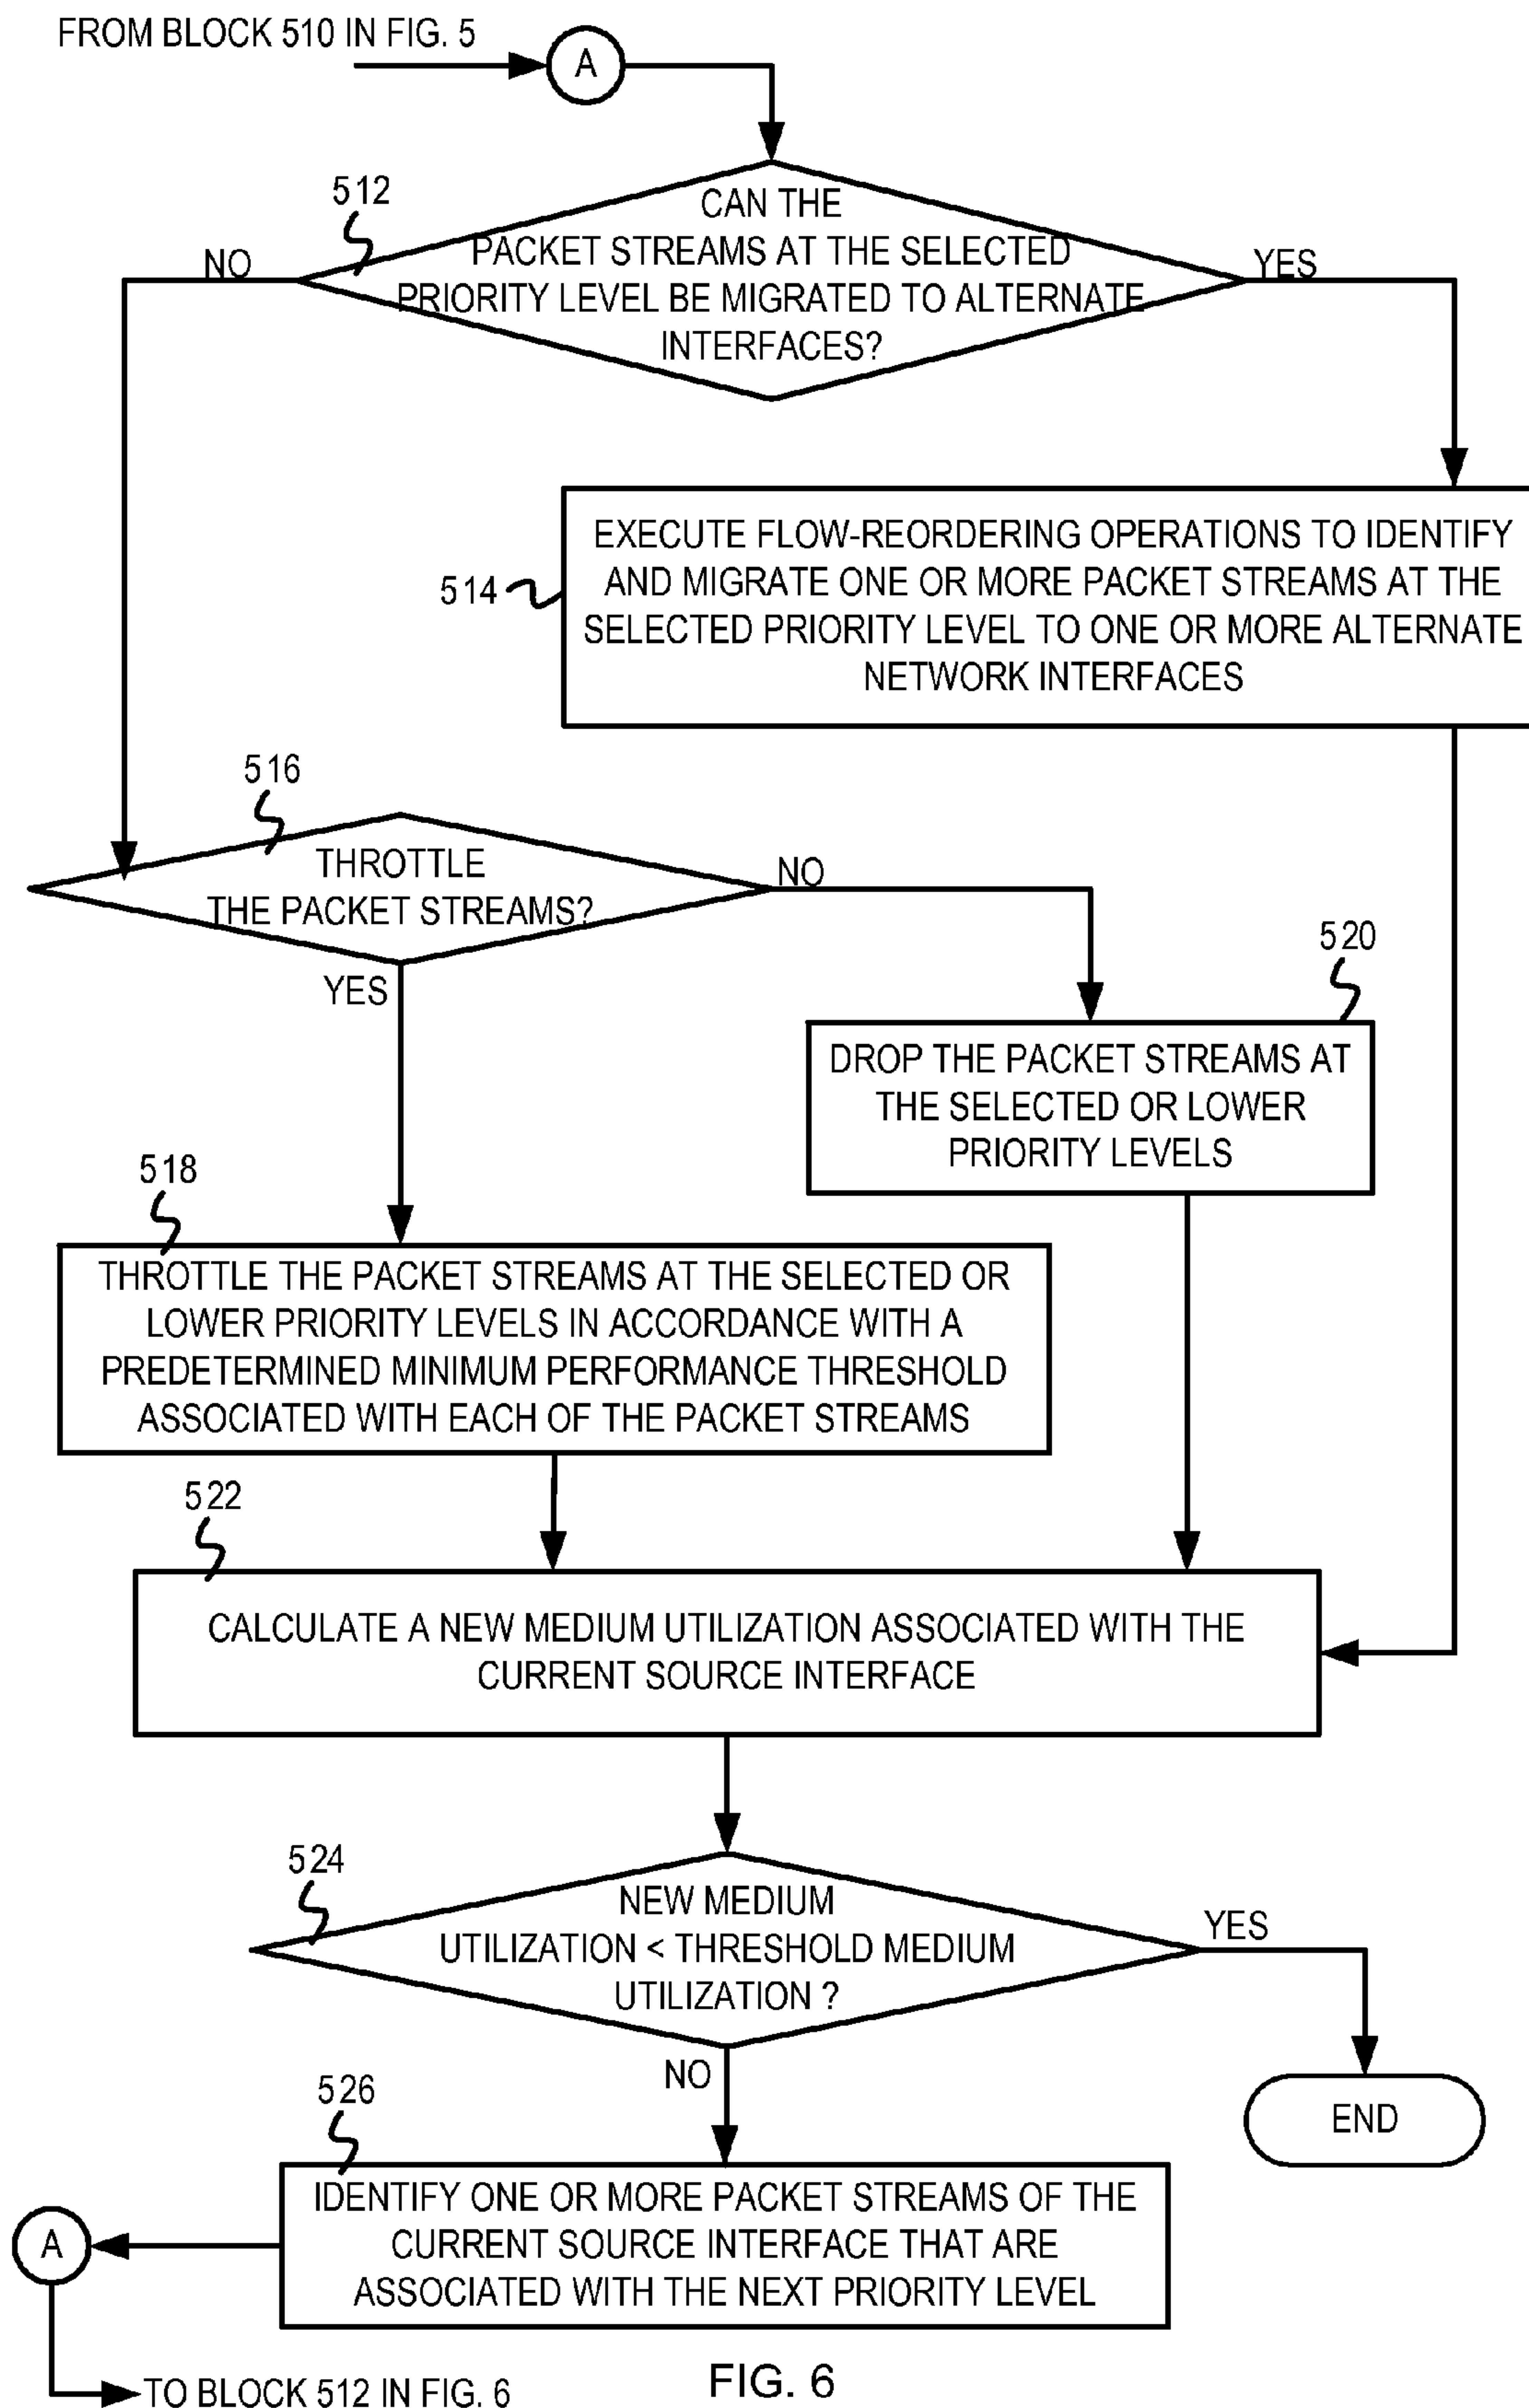 FROM BLOCK 510 IN FIG. 5
A
512
CAN THE
PACKET STREAMS AT THE SELECTED
PRIORITY LEVEL BE MIGRATED TO ALTERNATE
INTERFACES?
NO
YES
EXECUTE FLOW-REORDERING OPERATIONS TO IDENTIFY
AND MIGRATE ONE OR MORE PACKET STREAMS AT THE
SELECTED PRIORITY LEVEL TO ONE OR MORE ALTERNATE
NETWORK INTERFACES
514
516
THROTTLE
THE PACKET STREAMS?
NO
YES
520
DROP THE PACKET STREAMS AT
THE SELECTED OR LOWER
PRIORITY LEVELS
518
THROTTLE THE PACKET STREAMS AT THE SELECTED OR
LOWER PRIORITY LEVELS IN ACCORDANCE WITH A
PREDETERMINED MINIMUM PERFORMANCE THRESHOLD
ASSOCIATED WITH EACH OF THE PACKET STREAMS
522
CALCULATE A NEW MEDIUM UTILIZATION ASSOCIATED WITH THE
CURRENT SOURCE INTERFACE
524
NEW MEDIUM
UTILIZATION < THRESHOLD MEDIUM
UTILIZATION ?
YES
NO
END
526
IDENTIFY ONE OR MORE PACKET STREAMS OF THE
CURRENT SOURCE INTERFACE THAT ARE
ASSOCIATED WITH THE NEXT PRIORITY LEVEL
A
TO BLOCK 512 IN FIG. 6
FIG. 6